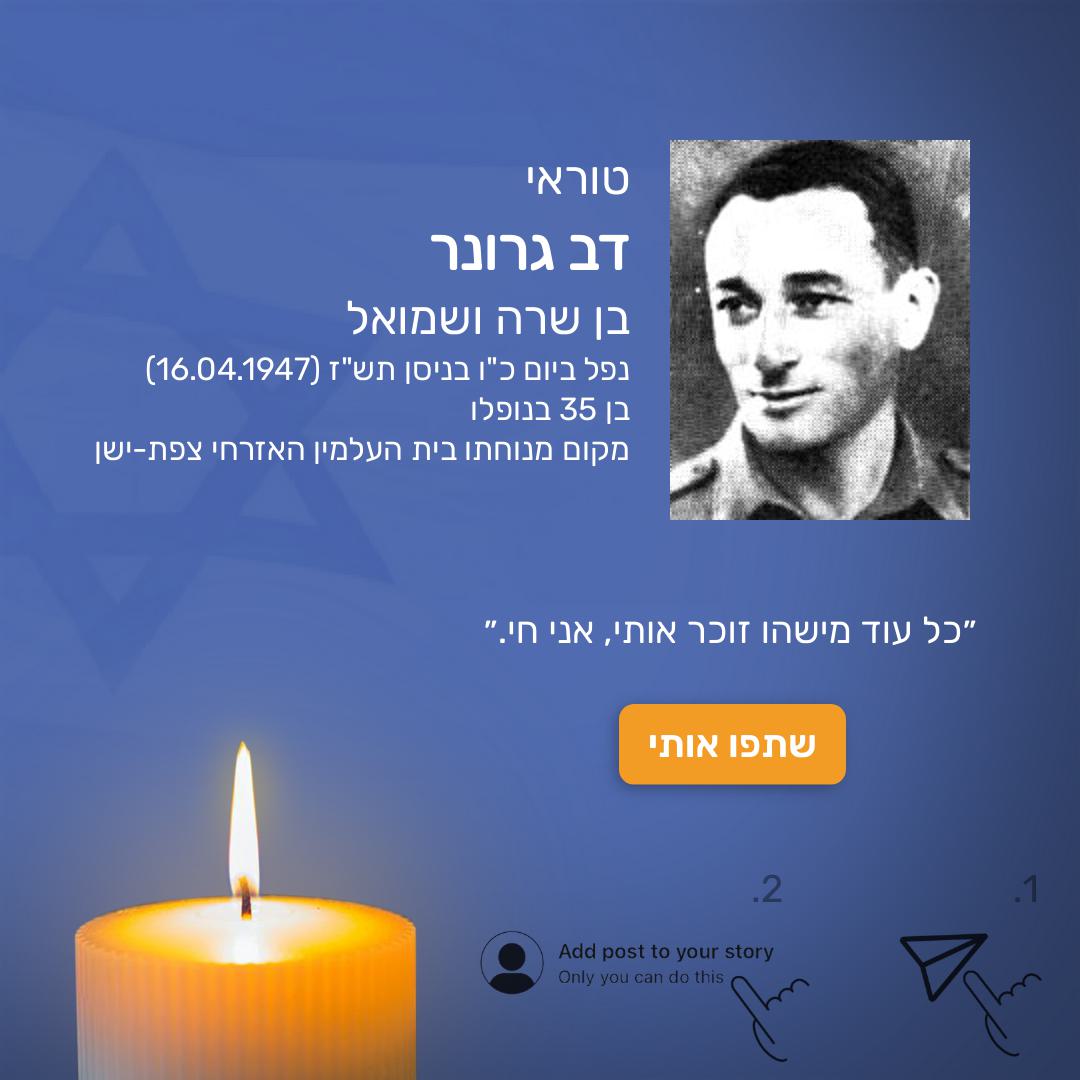 טוראי
דב גרונר
בן שרה ושמואל
נפל ביום כ"ו בניסן תש"ז (16.04.1947)
בן 35 בנופלו
מקום מנוחתו בית העלמין האזרחי צפת-ישן
״כל עוד מישהו זוכר אותי, אני חי.״
שתפו אותי
1.
2.
Add post to your story
Only you can do this